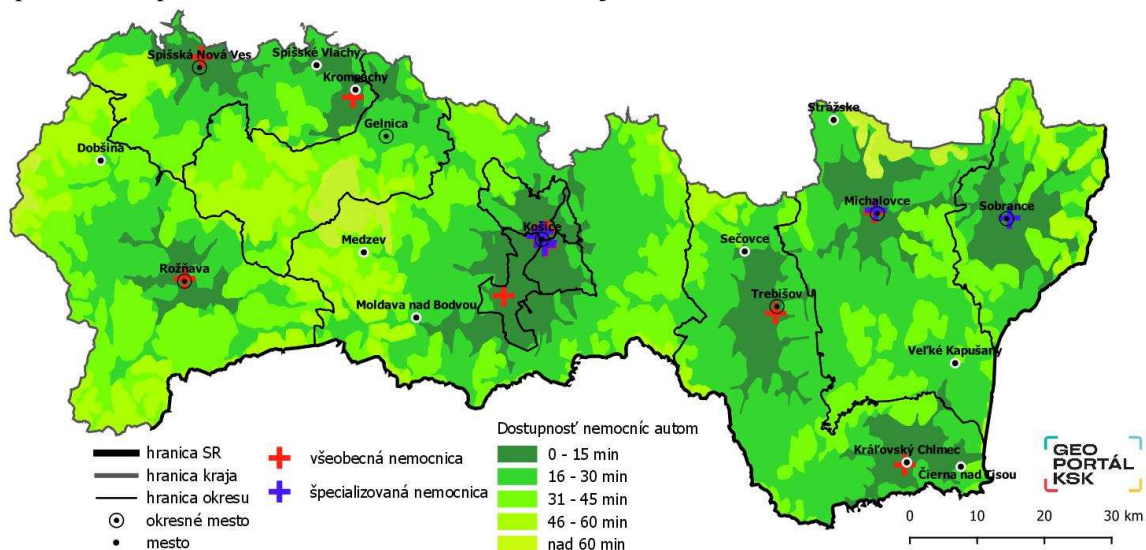 Spišská Nová Ves
Spišské Vlachy
Krompachy
Gelnica
Dobšiná
Rožňava
Medzev
Moldava nad Bodvou
Košice
Sečovce
Trebišov
Strážske
Michalovce
Sobrance
Veľké Kapušany
Kráľovský Chlmec
Čierna nad Tisou
hranica SR
hranica kraja
hranica okresu
okresné mesto
mesto
všeobecná nemocnica
špecializovaná nemocnica
Dostupnosť nemocníc autom
0 - 15 min
16 - 30 min
31 - 45 min
46 - 60 min
nad 60 min
GEO
PORTÁL
KSK
0 10 20 30 km